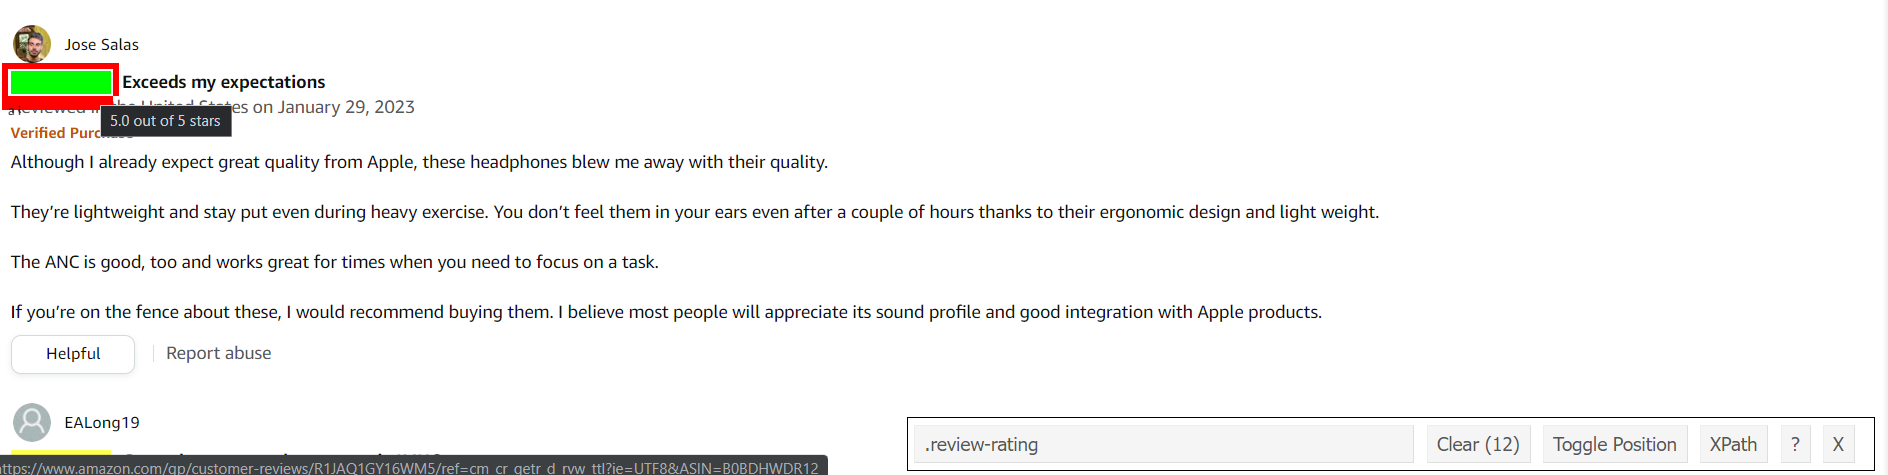 Jose Salas
Exceeds my expectations
on January 29, 2023
5.0 out of 5 stars
Verified
Although I already expect great quality from Apple, these headphones blew me away with their quality.
They’re lightweight and stay put even during heavy exercise. You don’t feel them in your ears even after a couple of hours thanks to their ergonomic design and light weight.
The ANC is good, too and works great for times when you need to focus on a task.
If you’re on the fence about these, I would recommend buying them. I believe most people will appreciate its sound profile and good integration with Apple products.
Helpful
Report abuse
EALong19
.review-rating
Clear (12)
Toggle Position
XPath
?
X
https://www.amazon.com/gp/customer-reviews/R1JAQ1GY16WM5/ref=cm_cr_getr_d_rvw_ttl?ie=UTF8&ASIN=B0BDHWDR12